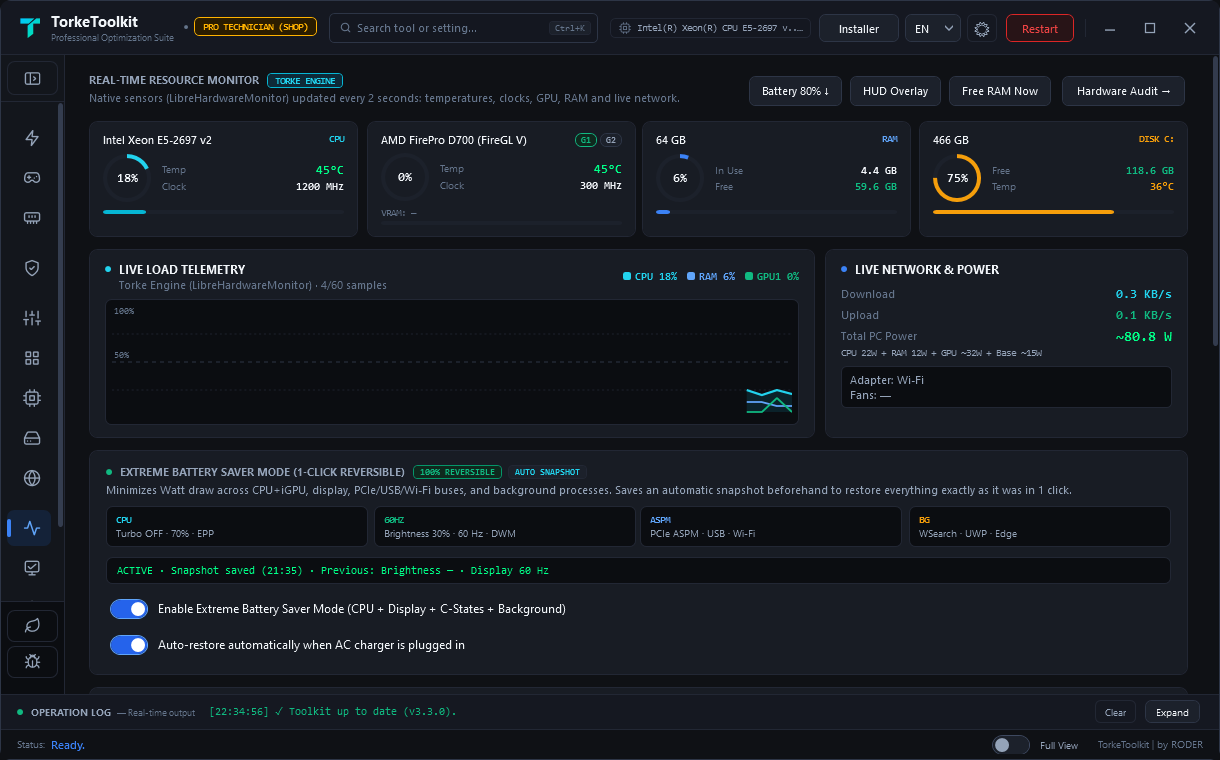 TorkeToolkit
Professional Optimization Suite
PRO TECHNICIAN (SHOP)
Search tool or setting...
Ctrl+K
Intel(R) Xeon(R) CPU E5-2697 v...
Installer
EN
Restart
REAL-TIME RESOURCE MONITOR
TORKE ENGINE
Native sensors (LibreHardwareMonitor) updated every 2 seconds: temperatures, clocks, GPU, RAM and live network.
Battery 80% ↓
HUD Overlay
Free RAM Now
Hardware Audit →
Intel Xeon E5-2697 v2
CPU
18%
Temp
45°C
Clock
1200 MHz
AMD FirePro D700 (FireGL V)
G1
G2
0%
Temp
45°C
Clock
300 MHz
VRAM: —
64 GB
RAM
6%
In Use
4.4 GB
Free
59.6 GB
466 GB
DISK C:
75%
Free
118.6 GB
Temp
36°C
LIVE LOAD TELEMETRY
Torke Engine (LibreHardwareMonitor) · 4/60 samples
CPU 18%
RAM 6%
GPU1 0%
100%
50%
LIVE NETWORK & POWER
Download
0.3 KB/s
Upload
0.1 KB/s
Total PC Power
~80.8 W
CPU 22W + RAM 12W + GPU ~32W + Base ~15W
Adapter: Wi-Fi
Fans: —
EXTREME BATTERY SAVER MODE (1-CLICK REVERSIBLE)
100% REVERSIBLE
AUTO SNAPSHOT
Minimizes Watt draw across CPU+iGPU, display, PCIe/USB/Wi-Fi buses, and background processes. Saves an automatic snapshot beforehand to restore everything exactly as it was in 1 click.
CPU
Turbo OFF · 70% · EPP
60HZ
Brightness 30% · 60 Hz · DWM
ASPM
PCIe ASPM · USB · Wi-Fi
BG
WSearch · UWP · Edge
ACTIVE · Snapshot saved (21:35) · Previous: Brightness — · Display 60 Hz
Enable Extreme Battery Saver Mode (CPU + Display + C-States + Background)
Auto-restore automatically when AC charger is plugged in
OPERATION LOG
— Real-time output
[22:34:56] ✓ Toolkit up to date (v3.3.0).
Clear
Expand
Status: Ready.
Full View
TorkeToolkit | by RODER